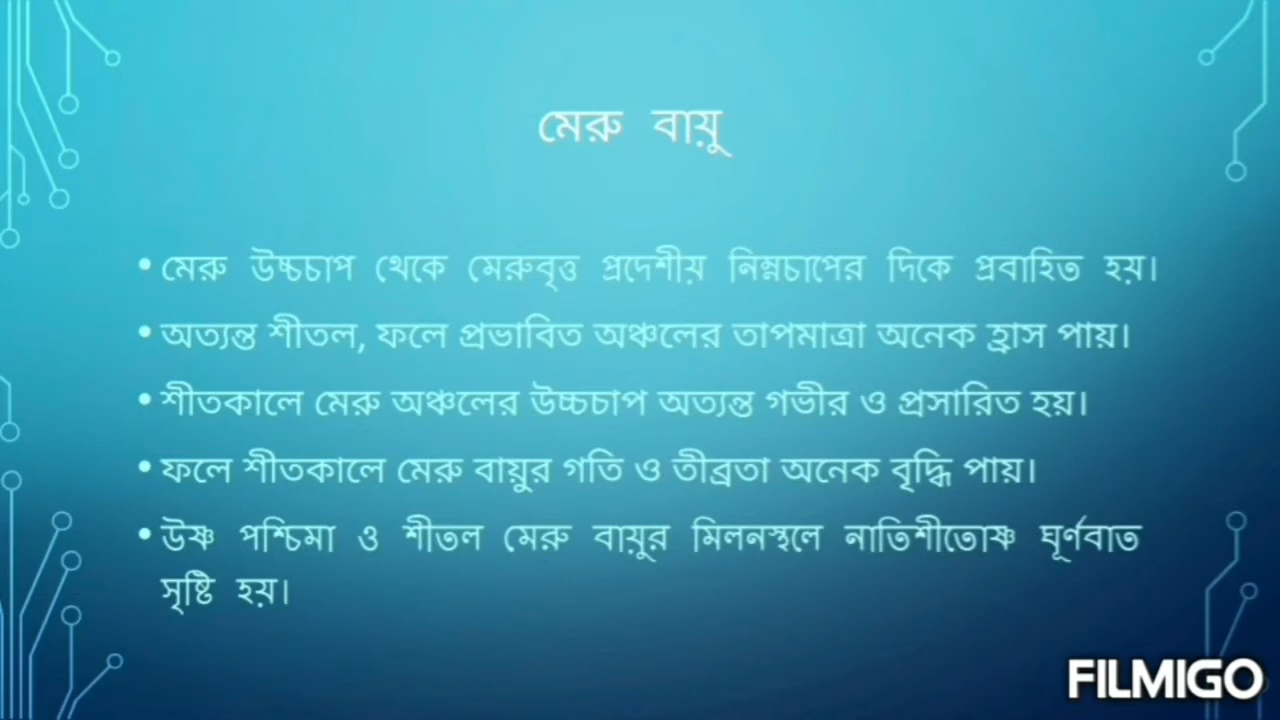 মেরু বায়ু
• মেরু উচ্চচাপ থেকে মেরুবৃত্ত প্রদেশীয় নিম্নচাপের দিকে প্রবাহিত হয়।
• অত্যন্ত শীতল, ফলে প্রভাবিত অঞ্চলের তাপমাত্রা অনেক হ্রাস পায়।
• শীতকালে মেরু অঞ্চলের উচ্চচাপ অত্যন্ত গভীর ও প্রসারিত হয়।
• ফলে শীতকালে মেরু বায়ুর গতি ও তীব্রতা অনেক বৃদ্ধি পায়।
• উষ্ণ পশ্চিমা ও শীতল মেরু বায়ুর মিলনস্থলে নাতিশীতোষ্ণ ঘূর্ণবাত
সৃষ্টি হয়।
FILMIGO